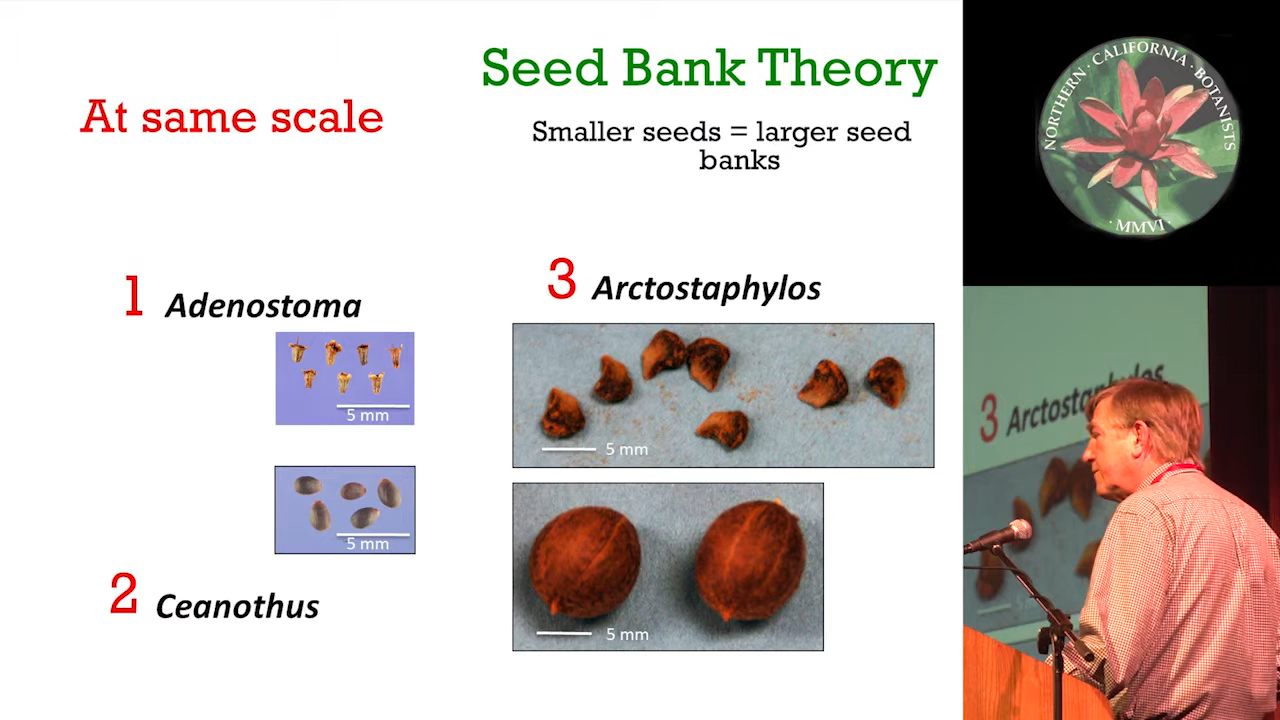 Seed Bank Theory
At same scale
Smaller seeds = larger seed
banks
1 Adenostoma
5 mm
5 mm
2 Ceanothus
3 Arctostaphylos
5 mm
5 mm
NORTHERN · CALIFORNIA · BOTANISTS
· MMVI ·
3 Arctostaphylos